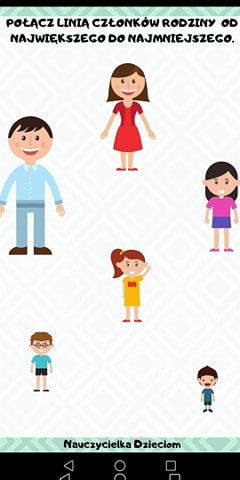 POŁĄCZ LINIĄ CZŁONKÓW RODZINY OD
NAJWIĘKSZEGO DO NAJMNIEJSZEGO.
Nauczycielka Dzieciom